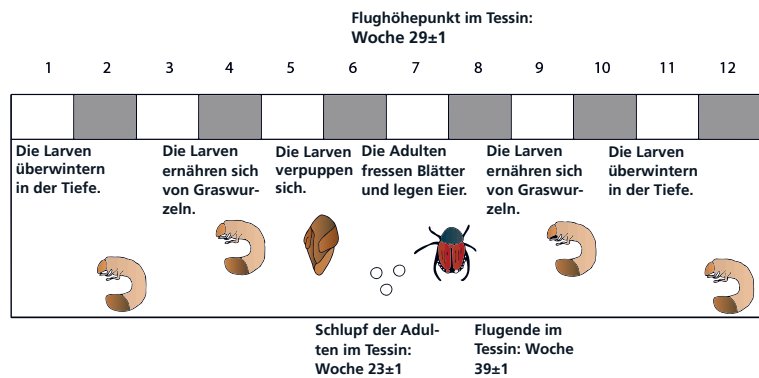 Flughöhepunkt im Tessin:
Woche 29±1
1 2 3 4 5 6 7 8 9 10 11 12
Die Larven
überwintern
in der Tiefe.
Die Larven
ernähren sich
von Graswur-
zeln.
Die Larven
verpuppen
sich.
Die Adulten
fressen Blätter
und legen Eier.
Die Larven
ernähren sich
von Graswur-
zeln.
Die Larven
überwintern
in der Tiefe.
Schlupf der Adul-
ten im Tessin:
Woche 23±1
Flugende im
Tessin: Woche
39±1